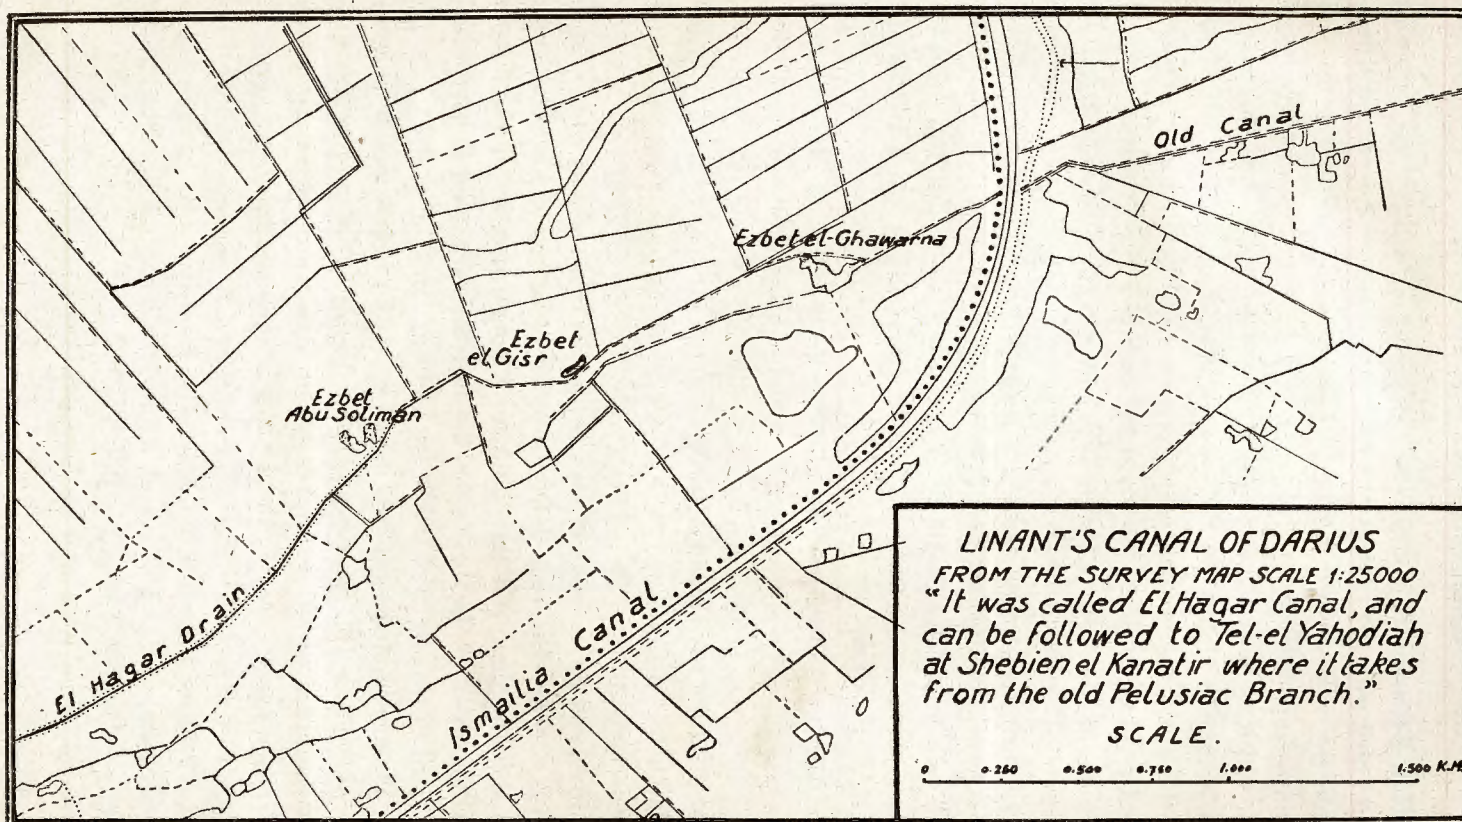 Old Canal
Ezbet el-Ghawarna
Ezbet
el Gisr
Ezbet
Abu Soliman
El Hagar Drain
Ismailia Canal
LINANT'S CANAL OF DARIUS
FROM THE SURVEY MAP SCALE 1:25000
"It was called El Hagar Canal, and
can be followed to Tel-el Yahodiah
at Shebien el Kanatir where it takes
from the old Pelusiac Branch."
SCALE.
0 0.250 0.500 0.750 1.000 1.500 K.M.